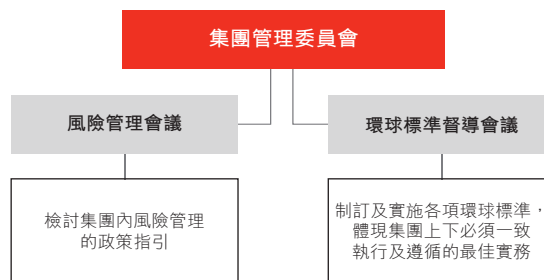 集團管理委員會
風險管理會議
環球標準督導會議
檢討集團內風險管理
的政策指引
制訂及實施各項環球標準，
體現集團上下必須一致
執行及遵循的最佳實務